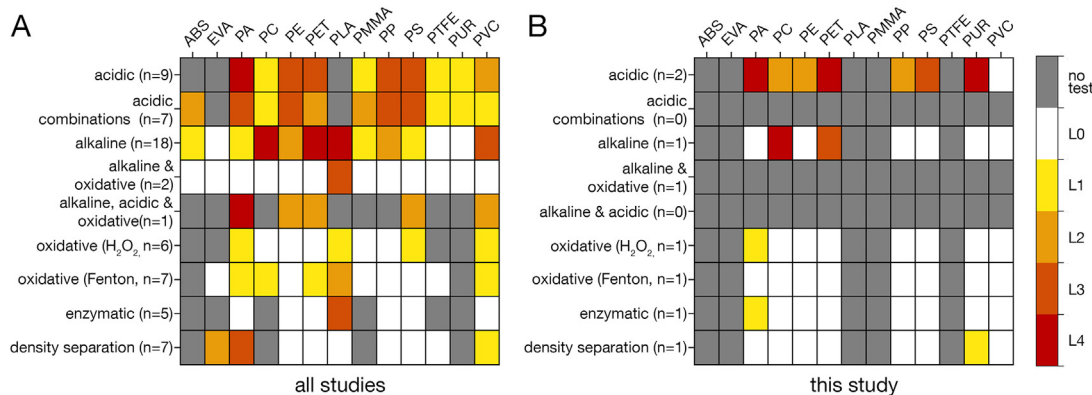 A
ABS EVA PA PC PE PET PLA PMMA PP PS PTFE PUR PVC
acidic (n=9)
acidic
combinations (n=7)
alkaline (n=18)
alkaline &
oxidative (n=2)
alkaline, acidic &
oxidative(n=1)
oxidative (H₂O₂, n=6)
oxidative (Fenton, n=7)
enzymatic (n=5)
density separation (n=7)
all studies
B
ABS EVA PA PC PE PET PLA PMMA PP PS PTFE PUR PVC
acidic (n=2)
acidic
combinations (n=0)
alkaline (n=1)
alkaline &
oxidative (n=1)
alkaline & acidic (n=0)
oxidative (H₂O₂, n=1)
oxidative (Fenton, n=1)
enzymatic (n=1)
density separation (n=1)
this study
no
test
L0
L1
L2
L3
L4